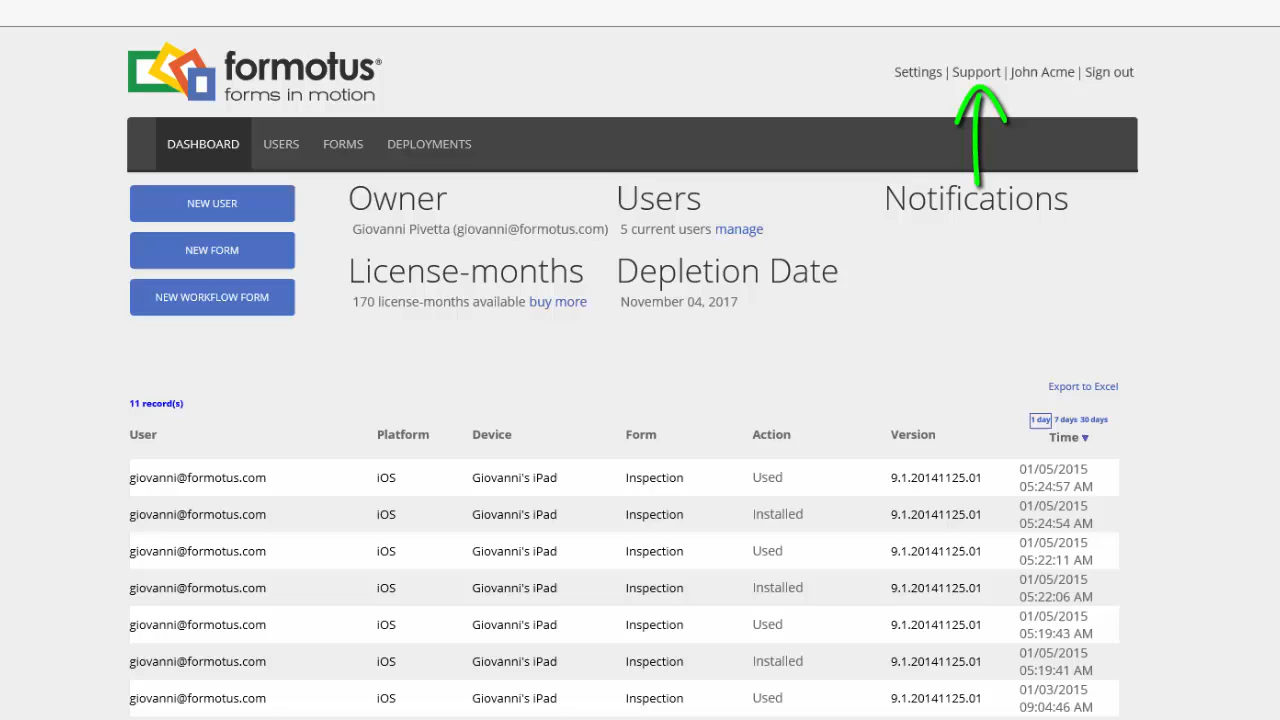 formotus®
forms in motion
Settings | Support | John Acme | Sign out
DASHBOARD USERS FORMS DEPLOYMENTS
NEW USER
NEW FORM
NEW WORKFLOW FORM
Owner
Giovanni Pivetta (giovanni@formotus.com)
Users
5 current users manage
Notifications
License-months
170 license-months available buy more
Depletion Date
November 04, 2017
Export to Excel
11 record(s)
1 day 7 days 30 days
User Platform Device Form Action Version Time ▼
giovanni@formotus.com iOS Giovanni's iPad Inspection Used 9.1.20141125.01 01/05/2015
05:24:57 AM
giovanni@formotus.com iOS Giovanni's iPad Inspection Installed 9.1.20141125.01 01/05/2015
05:24:54 AM
giovanni@formotus.com iOS Giovanni's iPad Inspection Used 9.1.20141125.01 01/05/2015
05:22:11 AM
giovanni@formotus.com iOS Giovanni's iPad Inspection Installed 9.1.20141125.01 01/05/2015
05:22:06 AM
giovanni@formotus.com iOS Giovanni's iPad Inspection Used 9.1.20141125.01 01/05/2015
05:19:43 AM
giovanni@formotus.com iOS Giovanni's iPad Inspection Installed 9.1.20141125.01 01/05/2015
05:19:41 AM
giovanni@formotus.com iOS Giovanni's iPad Inspection Used 9.1.20141125.01 01/03/2015
09:04:46 AM